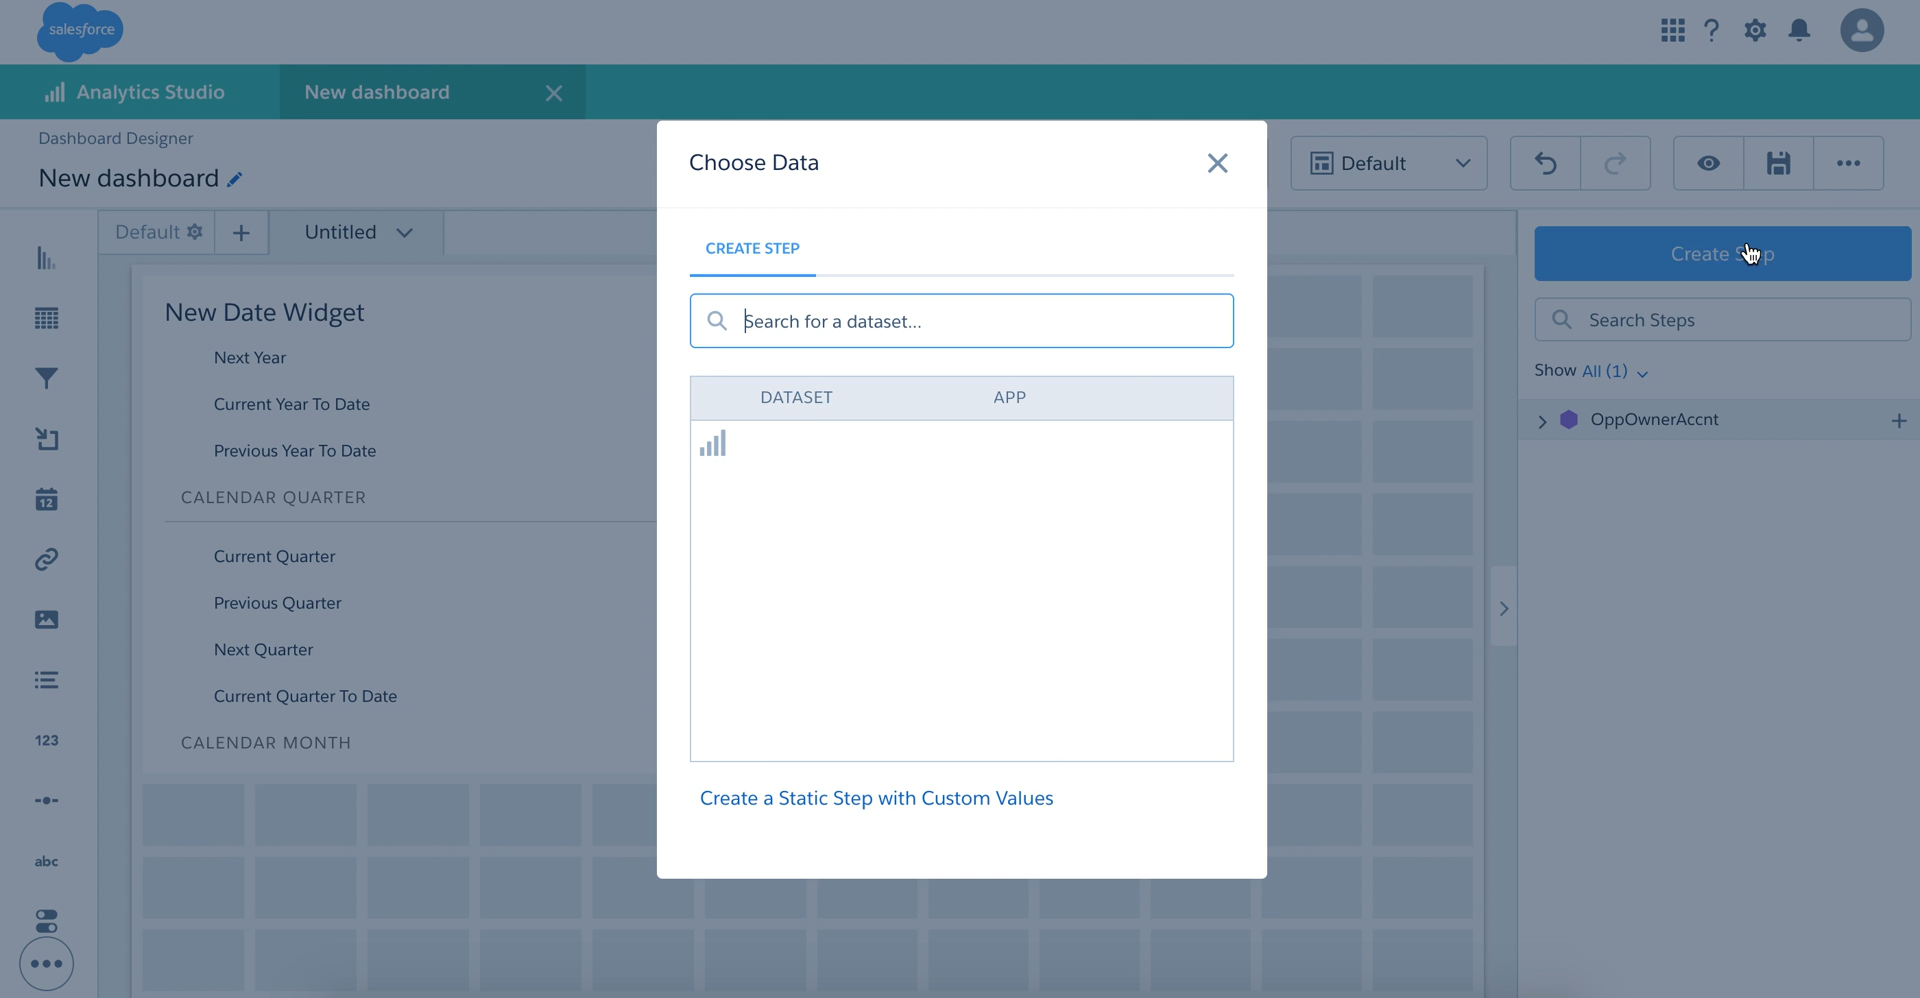 salesforce
Analytics Studio
New dashboard
Dashboard Designer
New dashboard
Default
Default
Untitled
New Date Widget
Next Year
Current Year To Date
Previous Year To Date
CALENDAR QUARTER
Current Quarter
Previous Quarter
Next Quarter
Current Quarter To Date
CALENDAR MONTH
12
123
abc
Choose Data
CREATE STEP
Search for a dataset...
DATASET APP
Create a Static Step with Custom Values
Create Step
Search Steps
Show All (1)
OppOwnerAccnt